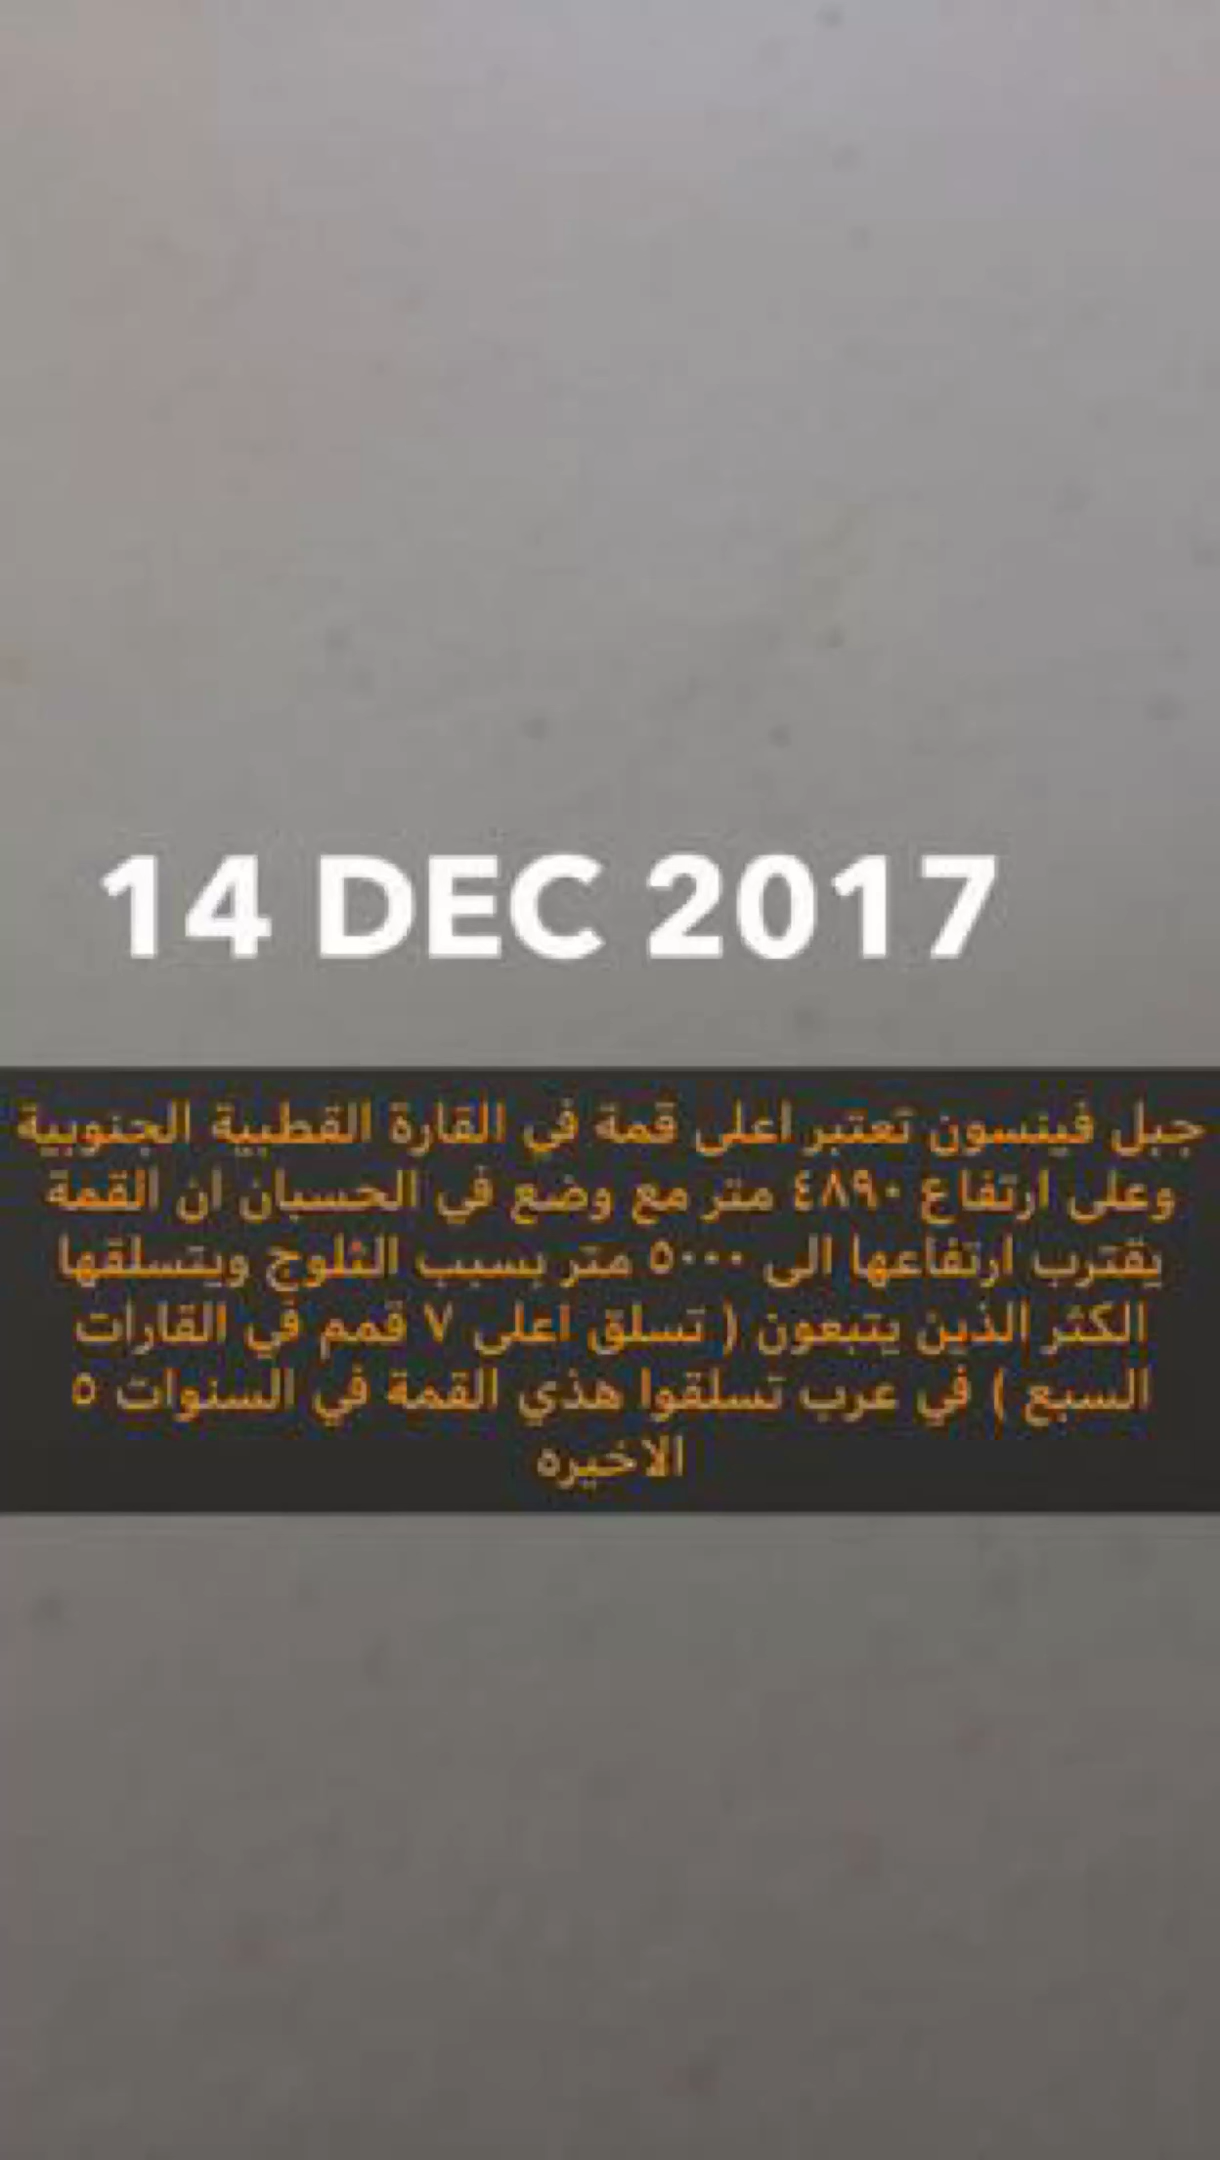 14 DEC 2017
جبل فينسون تعتبر اعلى قمة في القارة القطبية الجنوبية
وعلى ارتفاع ٤٨٩٠ متر مع وضع في الحسبان ان القمة
يقترب ارتفاعها الى ٥٠٠٠ متر بسبب الثلوج ويتسلقها
الكثر الذين يتبعون ( تسلق اعلى ٧ قمم في القارات
السبع ) في عرب تسلقوا هذي القمة في السنوات ٥
الاخيره